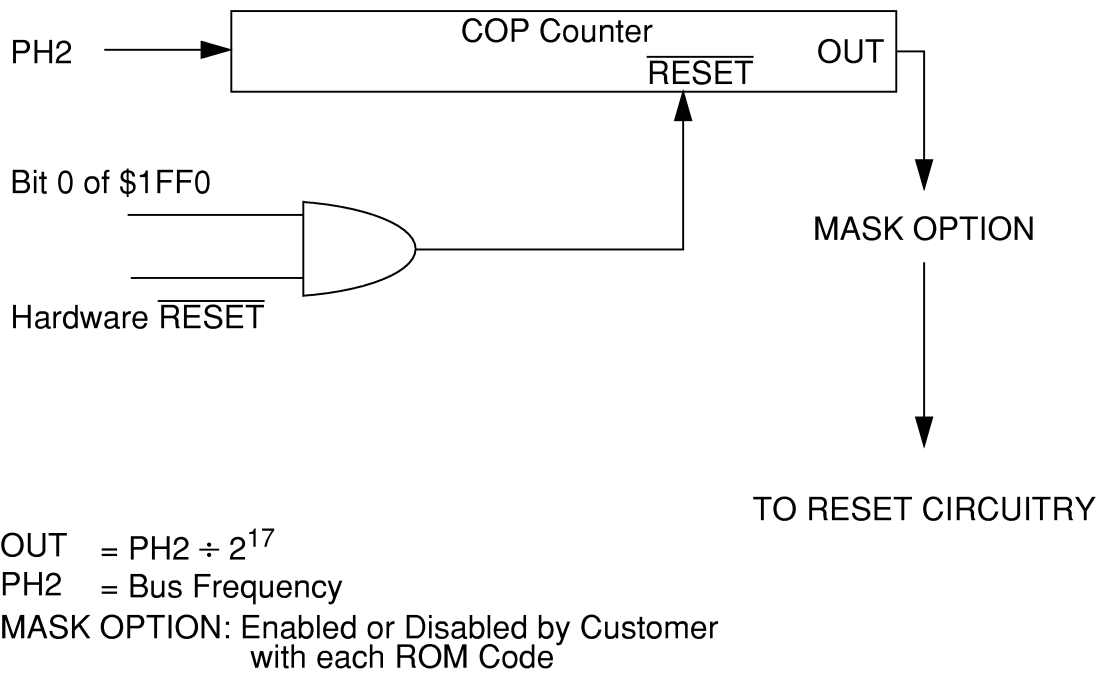 COP Counter
PH2
OUT
RESET
Bit 0 of $1FF0
MASK OPTION
Hardware RESET
TO RESET CIRCUITRY
OUT = PH2 ÷ 2^17
PH2 = Bus Frequency
MASK OPTION: Enabled or Disabled by Customer
with each ROM Code